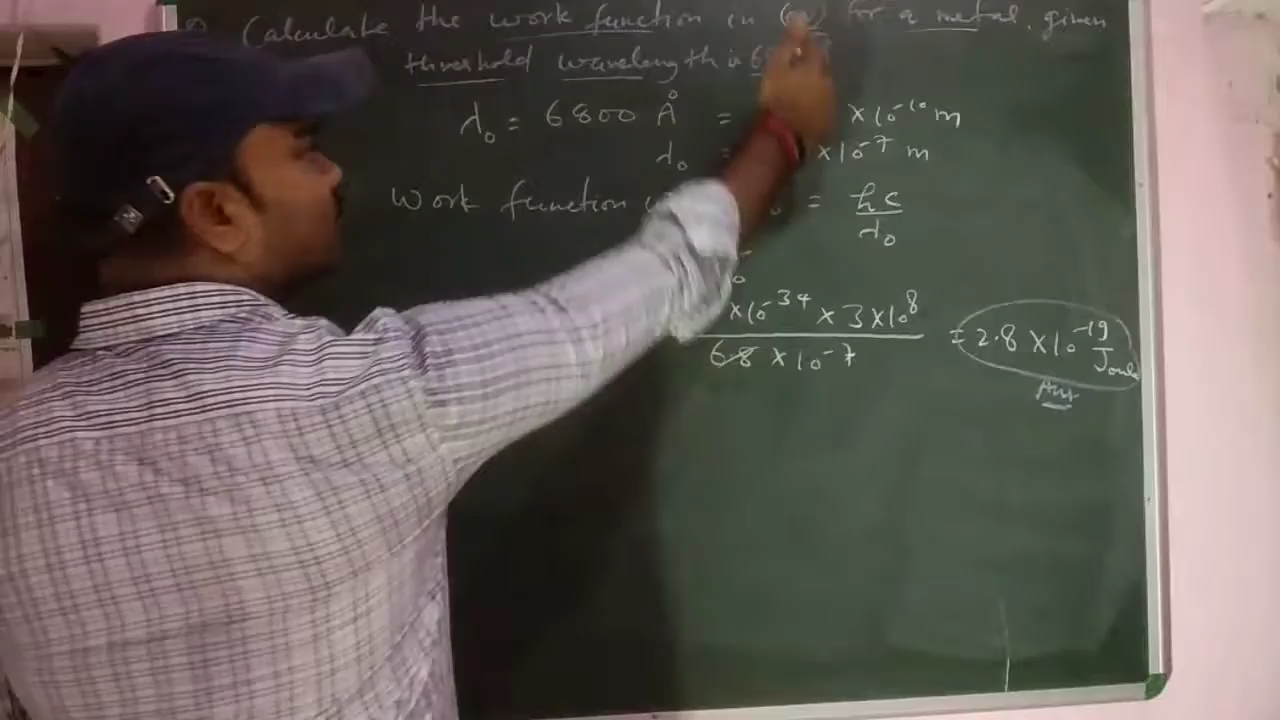 Calculate the work function in for a metal, given
threshold wavelength is
λ₀ = 6800 Å = ×10⁻¹⁰ m
λ₀ ×10⁻⁷ m
Work function = hc/λ₀
×10⁻³⁴ × 3×10⁸ / 6.8 × 10⁻⁷ = 2.8 × 10⁻¹⁹ Joule
Ans